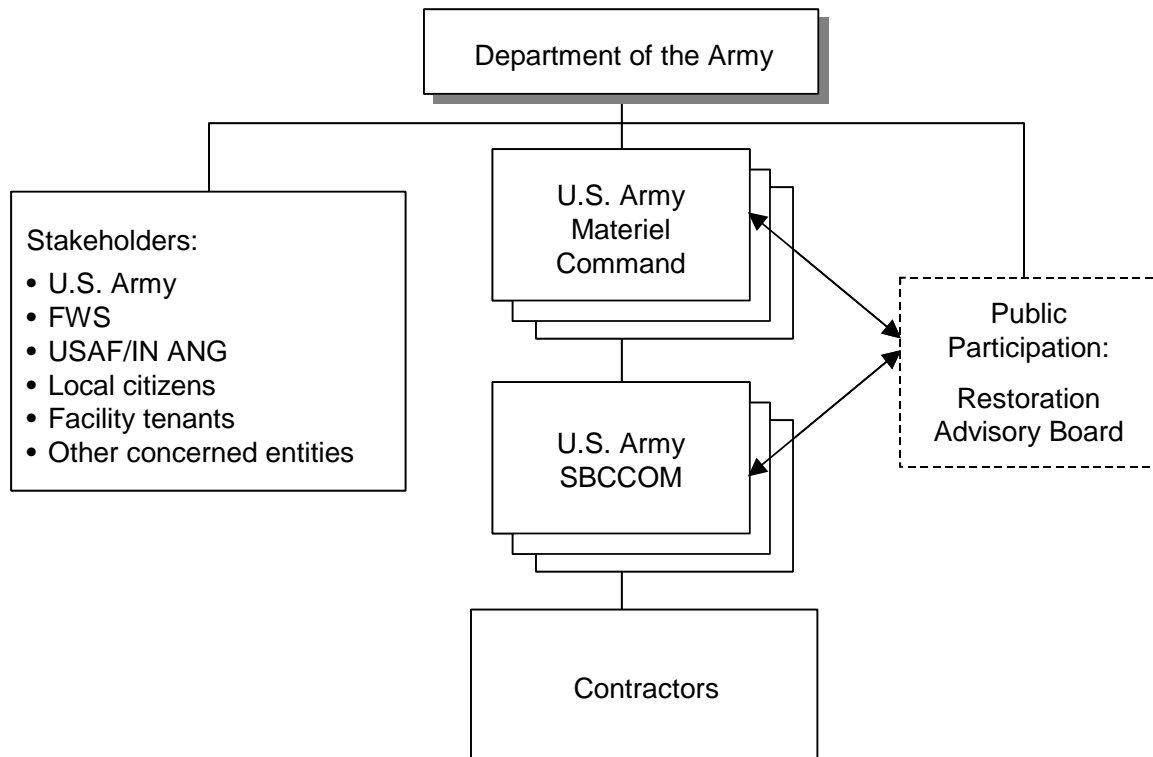 Department of the Army
Stakeholders:
• U.S. Army
• FWS
• USAF/IN ANG
• Local citizens
• Facility tenants
• Other concerned entities
U.S. Army
Materiel
Command
U.S. Army
SBCCOM
Public
Participation:
Restoration
Advisory Board
Contractors